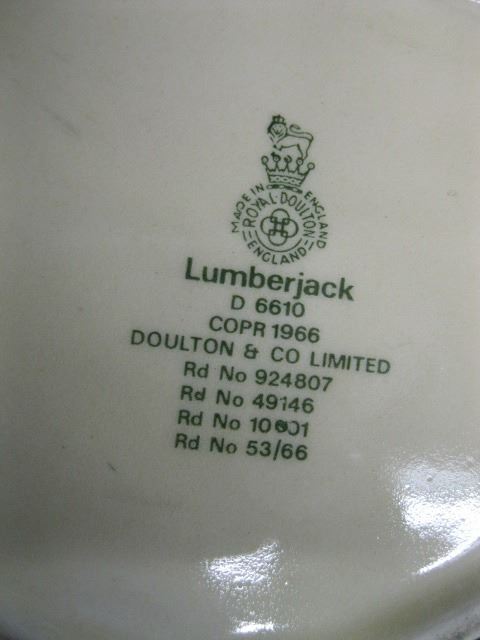 MADE IN ENGLAND
ROYAL DOULTON
ENGLAND
Lumberjack
D 6610
COPR 1966
DOULTON & CO LIMITED
Rd No 924807
Rd No 49146
Rd No
Rd No 53/66